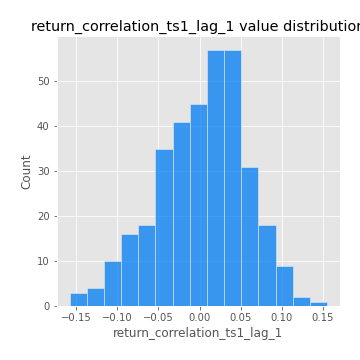 return_correlation_ts1_lag_1 value distribution
Count
50
40
30
20
10
0
−0.15 −0.10 −0.05 0.00 0.05 0.10 0.15
return_correlation_ts1_lag_1